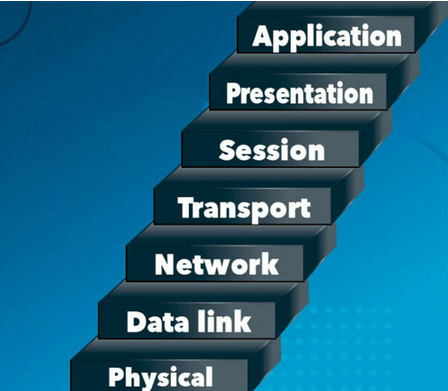 Application
Presentation
Session
Transport
Network
Data link
Physical